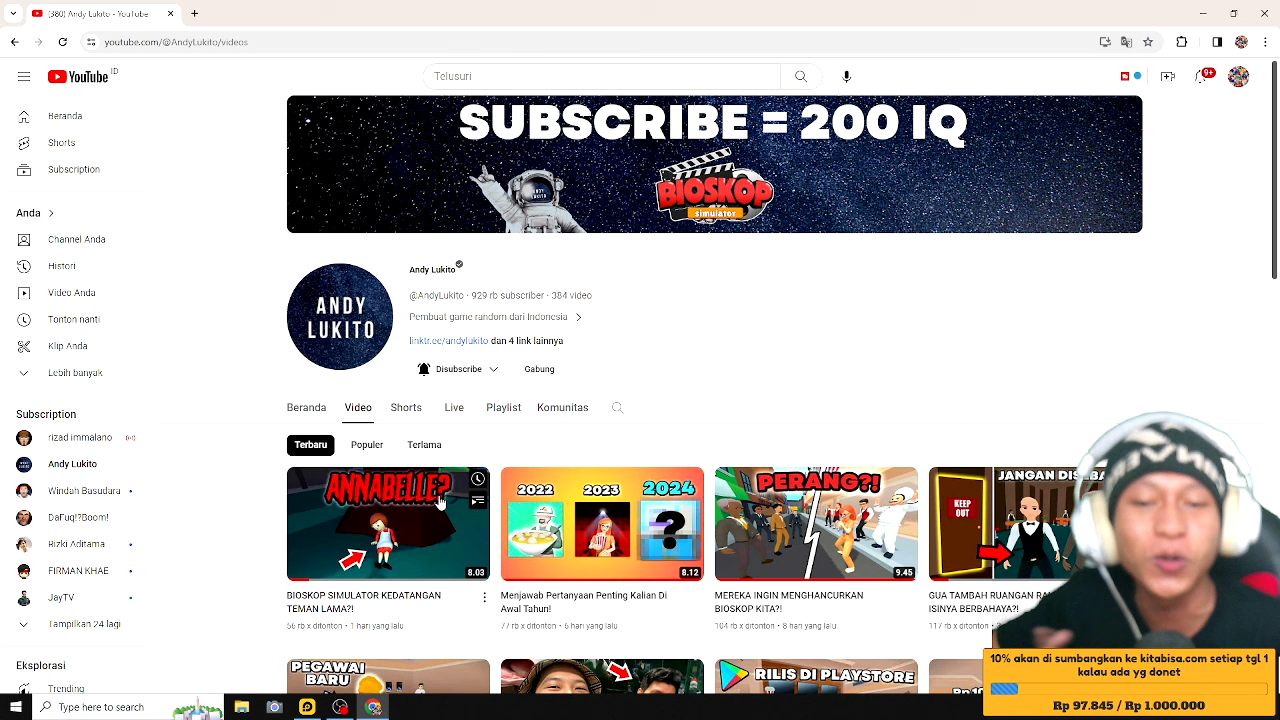 (380) Andy Lukito - YouTube
youtube.com/@AndyLukito/videos
YouTube ID
Telusuri
9+
Beranda
Shorts
Subscription
Anda
Channel Anda
Histori
Video Anda
Tonton nanti
Klip Anda
Lebih banyak
Subscription
rizad immalano
Andy Lukito
Windah Basudara
DaFuq!?Boom!
Rizki Aditama
FIRMAN KHAE
JayTV
Tampilkan 24 lagi
Eksplorasi
Trending
SUBSCRIBE = 200 IQ
ANDY LUKITO
BIOSKOP
simulator
ANDY
LUKITO
Andy Lukito
@AndyLukito · 929 rb subscriber · 384 video
Pembuat game random dari Indonesia
linktr.ee/andylukito dan 4 link lainnya
Disubscribe
Gabung
Beranda
Video
Shorts
Live
Playlist
Komunitas
Terbaru
Populer
Terlama
ANNABELLE?
8.03
BIOSKOP SIMULATOR KEDATANGAN
TEMAN LAMA?!
56 rb x ditonton · 1 hari yang lalu
2022 2023 2024
?
8.12
Menjawab Pertanyaan Penting Kalian Di
Awal Tahun!
77 rb x ditonton · 6 hari yang lalu
PERANG?!
9.45
MEREKA INGIN MENGHANCURKAN
BIOSKOP KITA?!
104 rb x ditonton · 8 hari yang lalu
KEEP
OUT
GUA TAMBAH RUANGAN
ISINYA BERBAHAYA?!
117 rb x ditonton
PEGAWAI
BARU
RILIS DI PLAYSTORE
10% akan di sumbangkan ke kitabisa.com setiap tgl 1
kalau ada yg donet
Rp 97.845 / Rp 1.000.000
Type here to search